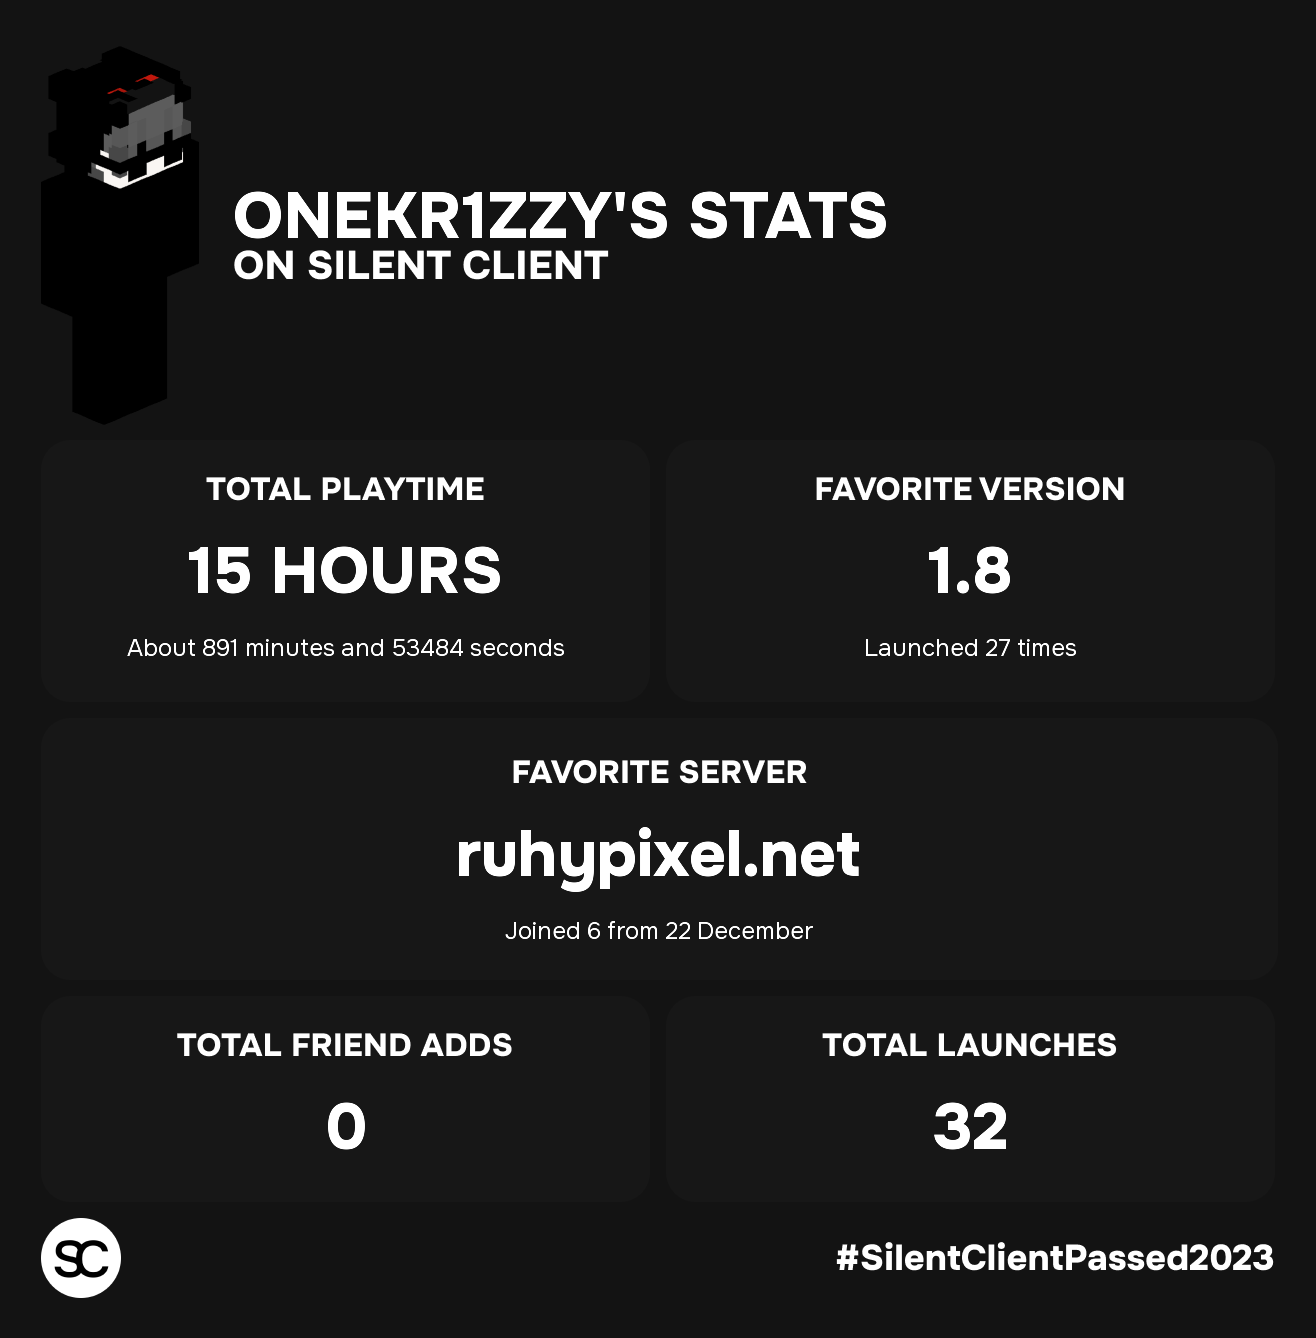 ONEKR1ZZY'S STATS
ON SILENT CLIENT
TOTAL PLAYTIME
15 HOURS
About 891 minutes and 53484 seconds
FAVORITE VERSION
1.8
Launched 27 times
FAVORITE SERVER
ruhypixel.net
Joined 6 from 22 December
TOTAL FRIEND ADDS
0
TOTAL LAUNCHES
32
SC
#SilentClientPassed2023